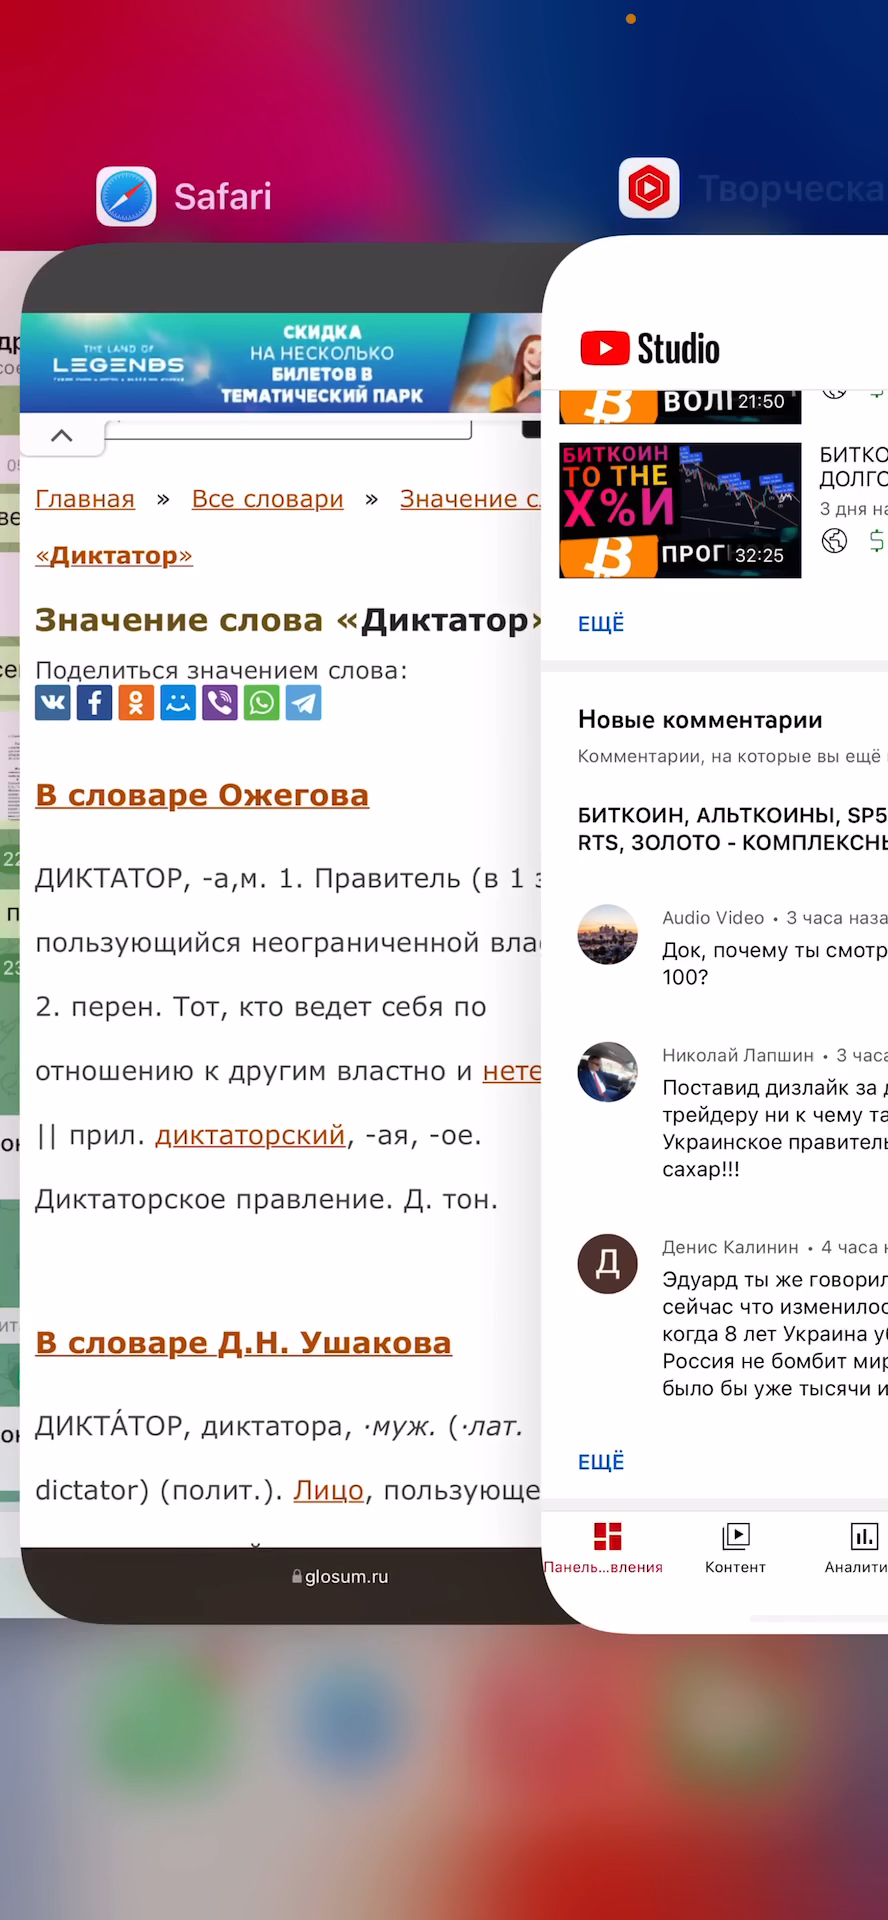 Safari
Творческа
THE LAND OF
LEGENDS
СКИДКА
НА НЕСКОЛЬКО
БИЛЕТОВ В
ТЕМАТИЧЕСКИЙ ПАРК
Главная » Все словари » Значение с
«Диктатор»
Значение слова «Диктатор»
Поделиться значением слова:
В словаре Ожегова
ДИКТАТОР, -а,м. 1. Правитель (в 1 з
пользующийся неограниченной вла
2. перен. Тот, кто ведет себя по
отношению к другим властно и нете
|| прил. диктаторский, -ая, -ое.
Диктаторское правление. Д. тон.
В словаре Д.Н. Ушакова
ДИКТА́ТОР, диктатора, ·муж. (·лат.
dictator) (полит.). Лицо, пользующе
glosum.ru
Studio
ВОЛ 21:50
БИТКОИН
TO THE
Х%И
ПРОГ 32:25
БИТКО
ДОЛГО
3 дня на
ЕЩЁ
Новые комментарии
Комментарии, на которые вы ещё
БИТКОИН, АЛЬТКОИНЫ, SP5
RTS, ЗОЛОТО - КОМПЛЕКСНЫ
Audio Video • 3 часа наза
Док, почему ты смотр
100?
Николай Лапшин • 3 часа
Поставид дизлайк за д
трейдеру ни к чему та
Украинское правитель
сахар!!!
Д
Денис Калинин • 4 часа н
Эдуард ты же говорил
сейчас что изменилос
когда 8 лет Украина уб
Россия не бомбит мир
было бы уже тысячи и
ЕЩЁ
Панель...вления
Контент
Аналити